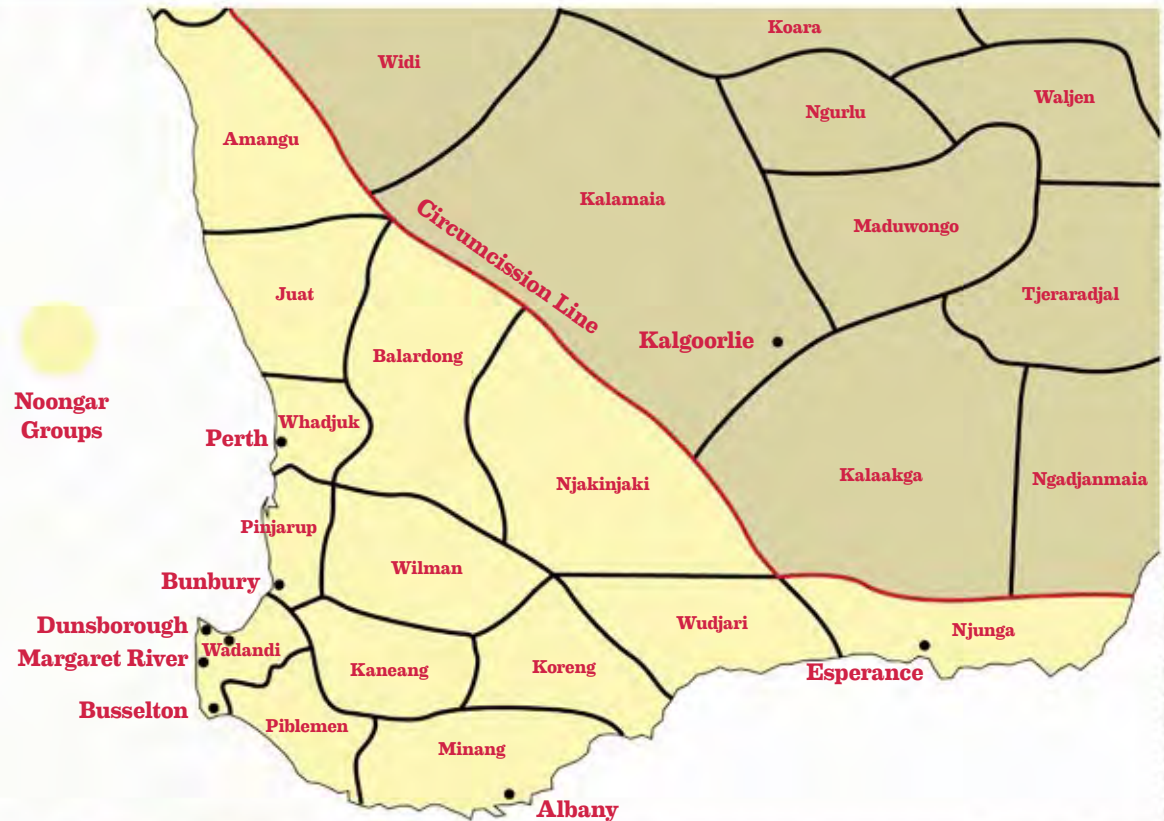 Koara
Widi
Waljen
Ngurlu
Amangu
Kalamaia
Circumcission Line
Maduwongo
Juat
Tjeraradjal
Kalgoorlie
Balardong
Noongar
Groups
Whadjuk
Perth
Kalaakga
Ngadjanmaia
Njakinjaki
Pinjarup
Wilman
Bunbury
Dunsborough
Wudjari
Njunga
Wadandi
Margaret River
Kaneang
Koreng
Esperance
Busselton
Piblemen
Minang
Albany